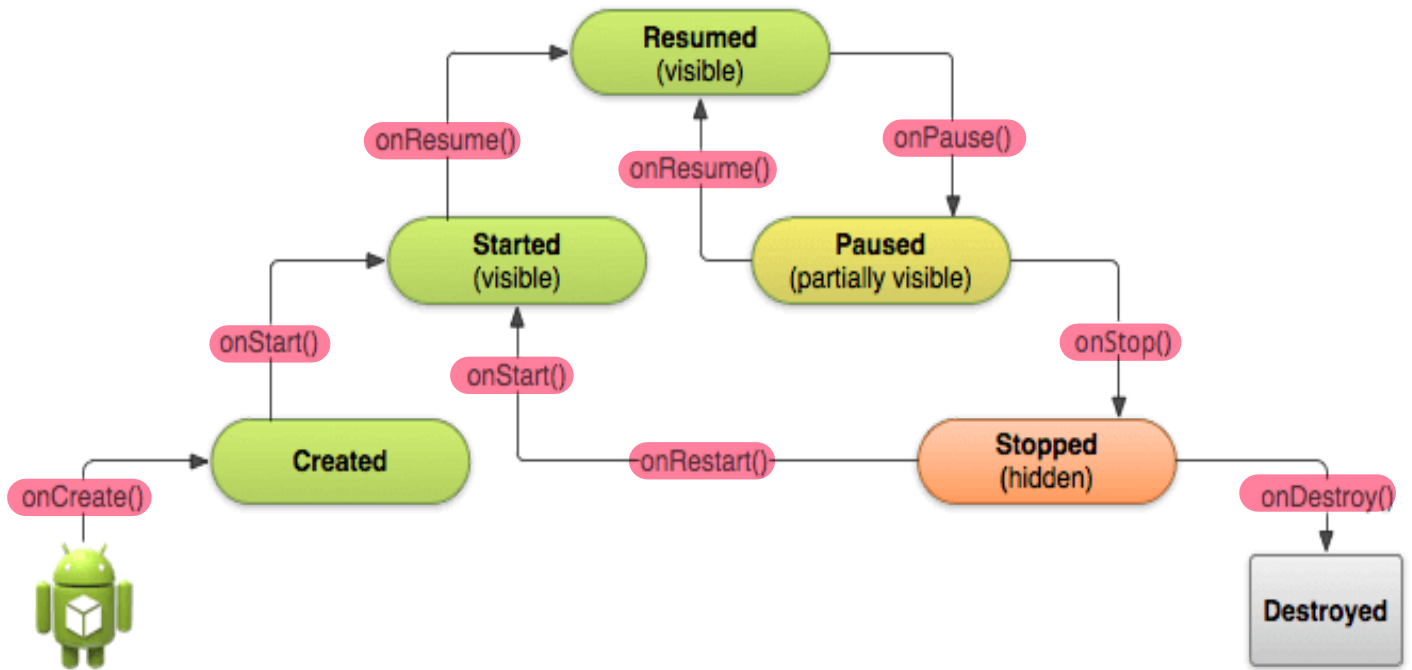 Resumed
(visible)
onResume()
onPause()
onResume()
Started
(visible)
Paused
(partially visible)
onStart()
onStop()
onStart()
Created
onRestart()
Stopped
(hidden)
onCreate()
onDestroy()
Destroyed